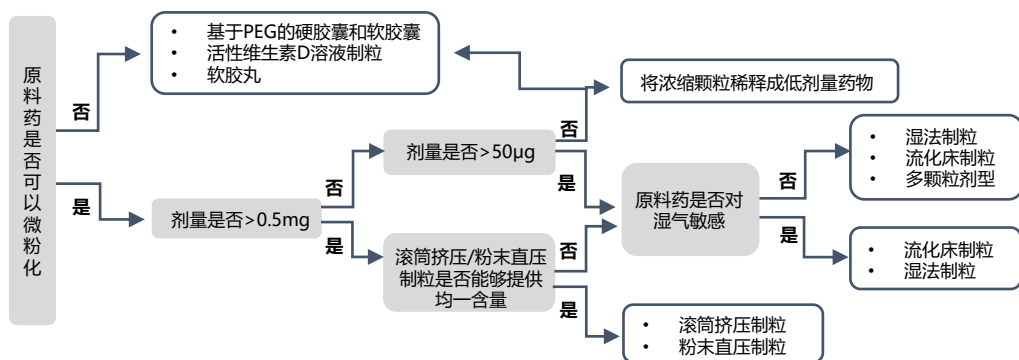 原料药是否可以微粉化
否
是
• 基于PEG的硬胶囊和软胶囊
• 活性维生素D溶液制粒
• 软胶丸
剂量是否>0.5mg
否
是
剂量是否>50μg
否
是
将浓缩颗粒稀释成低剂量药物
滚筒挤压/粉末直压
制粒是否能够提供
均一含量
否
是
原料药是否对
湿气敏感
否
是
• 湿法制粒
• 流化床制粒
• 多颗粒剂型
• 流化床制粒
• 湿法制粒
• 滚筒挤压制粒
• 粉末直压制粒